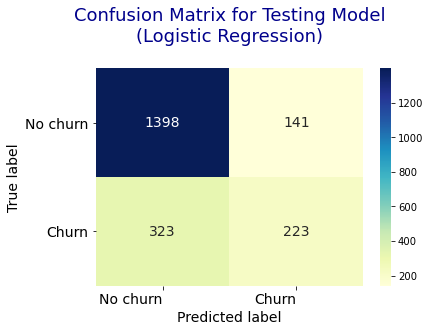 Confusion Matrix for Testing Model
(Logistic Regression)
No churn
1398
141
Churn
323
223
True label
No churn
Churn
Predicted label
1200
1000
800
600
400
200